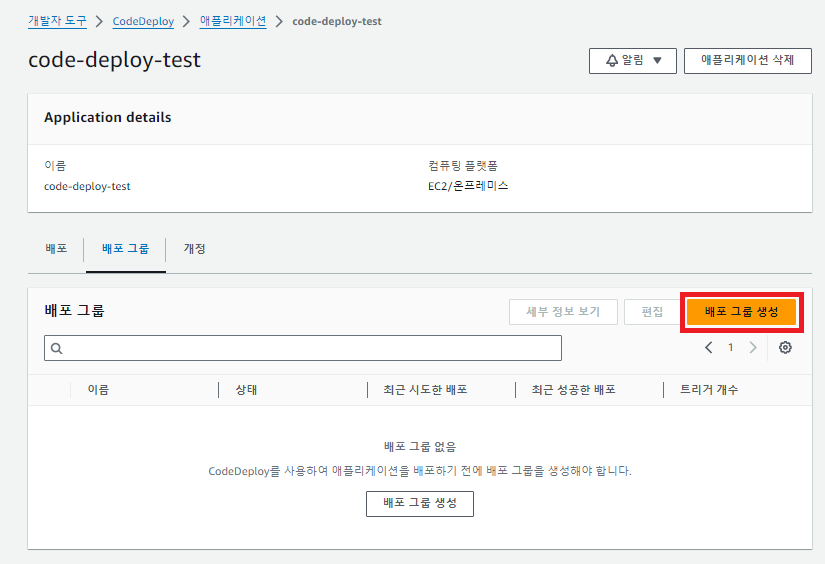 개발자 도구 > CodeDeploy > 애플리케이션 > code-deploy-test
code-deploy-test
알림 ▼ 애플리케이션 삭제
Application details
이름 컴퓨팅 플랫폼
code-deploy-test EC2/온프레미스
배포 배포 그룹 개정
배포 그룹 세부 정보 보기 편집 배포 그룹 생성
1
이름 상태 최근 시도한 배포 최근 성공한 배포 트리거 개수
배포 그룹 없음
CodeDeploy를 사용하여 애플리케이션을 배포하기 전에 배포 그룹을 생성해야 합니다.
배포 그룹 생성